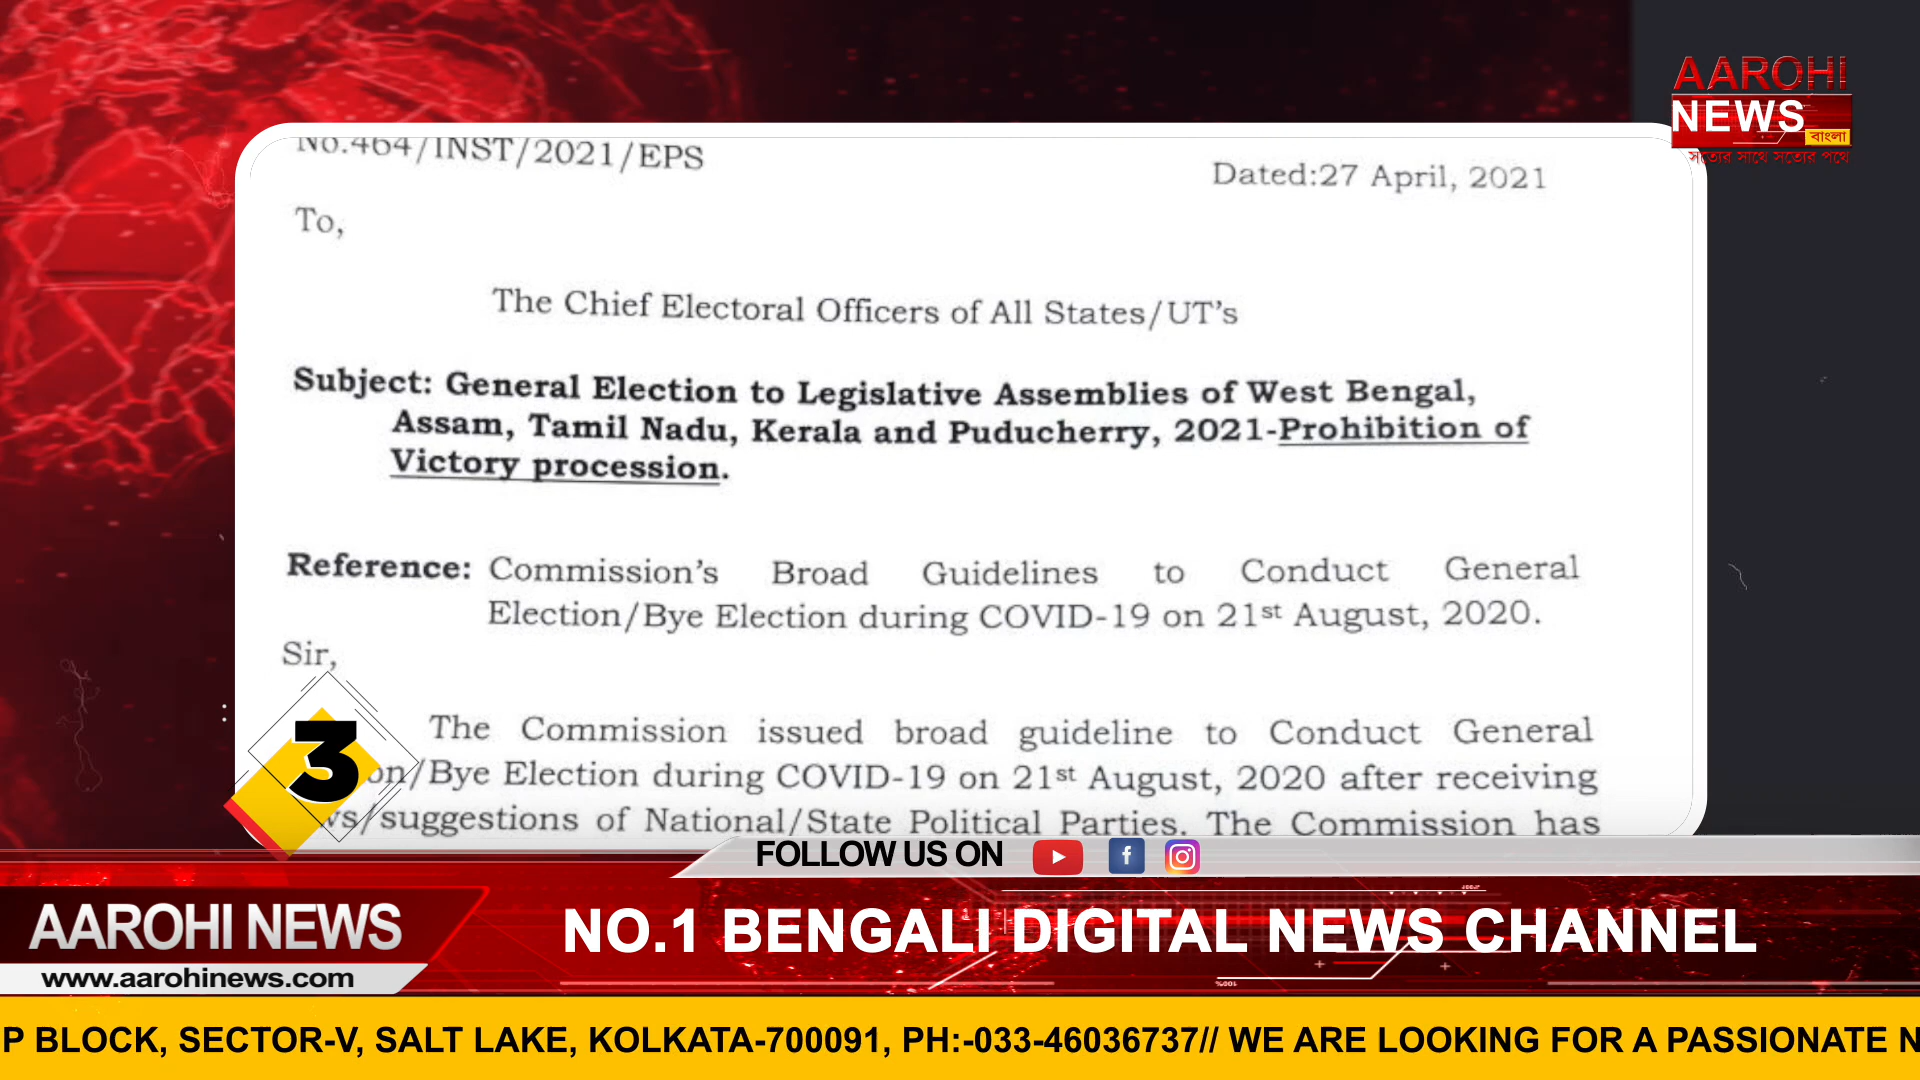 AAROHI
NEWS
বাংলা
সত্যের সাথে সত্যের পথে
No.464/INST/2021/EPS
Dated:27 April, 2021
To,
The Chief Electoral Officers of All States/UT's
Subject: General Election to Legislative Assemblies of West Bengal,
Assam, Tamil Nadu, Kerala and Puducherry, 2021-Prohibition of
Victory procession.
Reference: Commission's Broad Guidelines to Conduct General
Election/Bye Election during COVID-19 on 21st August, 2020.
Sir,
The Commission issued broad guideline to Conduct General
on/Bye Election during COVID-19 on 21st August, 2020 after receiving
ws/suggestions of National/State Political Parties. The Commission has
3
FOLLOW US ON
AAROHI NEWS
www.aarohinews.com
NO.1 BENGALI DIGITAL NEWS CHANNEL
P BLOCK, SECTOR-V, SALT LAKE, KOLKATA-700091, PH:-033-46036737// WE ARE LOOKING FOR A PASSIONATE N